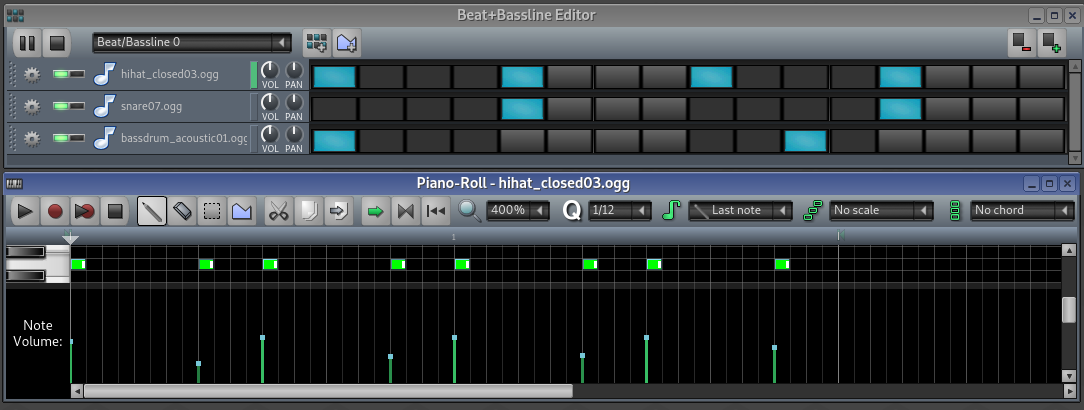 Beat+Bassline Editor
Beat/Bassline 0
hihat_closed03.ogg
VOL PAN
snare07.ogg
VOL PAN
bassdrum_acoustic01.ogg
VOL PAN
Piano-Roll - hihat_closed03.ogg
400% Q 1/12 Last note No scale No chord
1
Note
Volume: